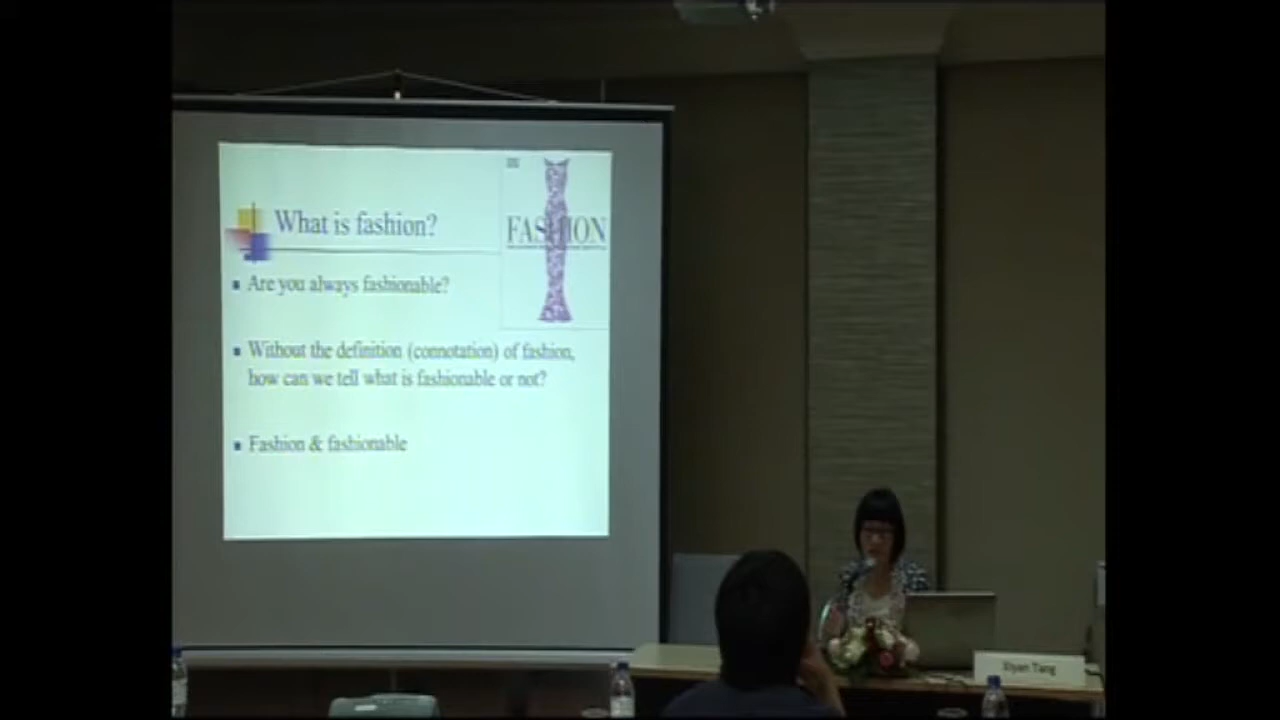 What is fashion?
FASHION
Are you always fashionable?
Without the definition (connotation) of fashion,
how can we tell what is fashionable or not?
Fashion & fashionable
Tang